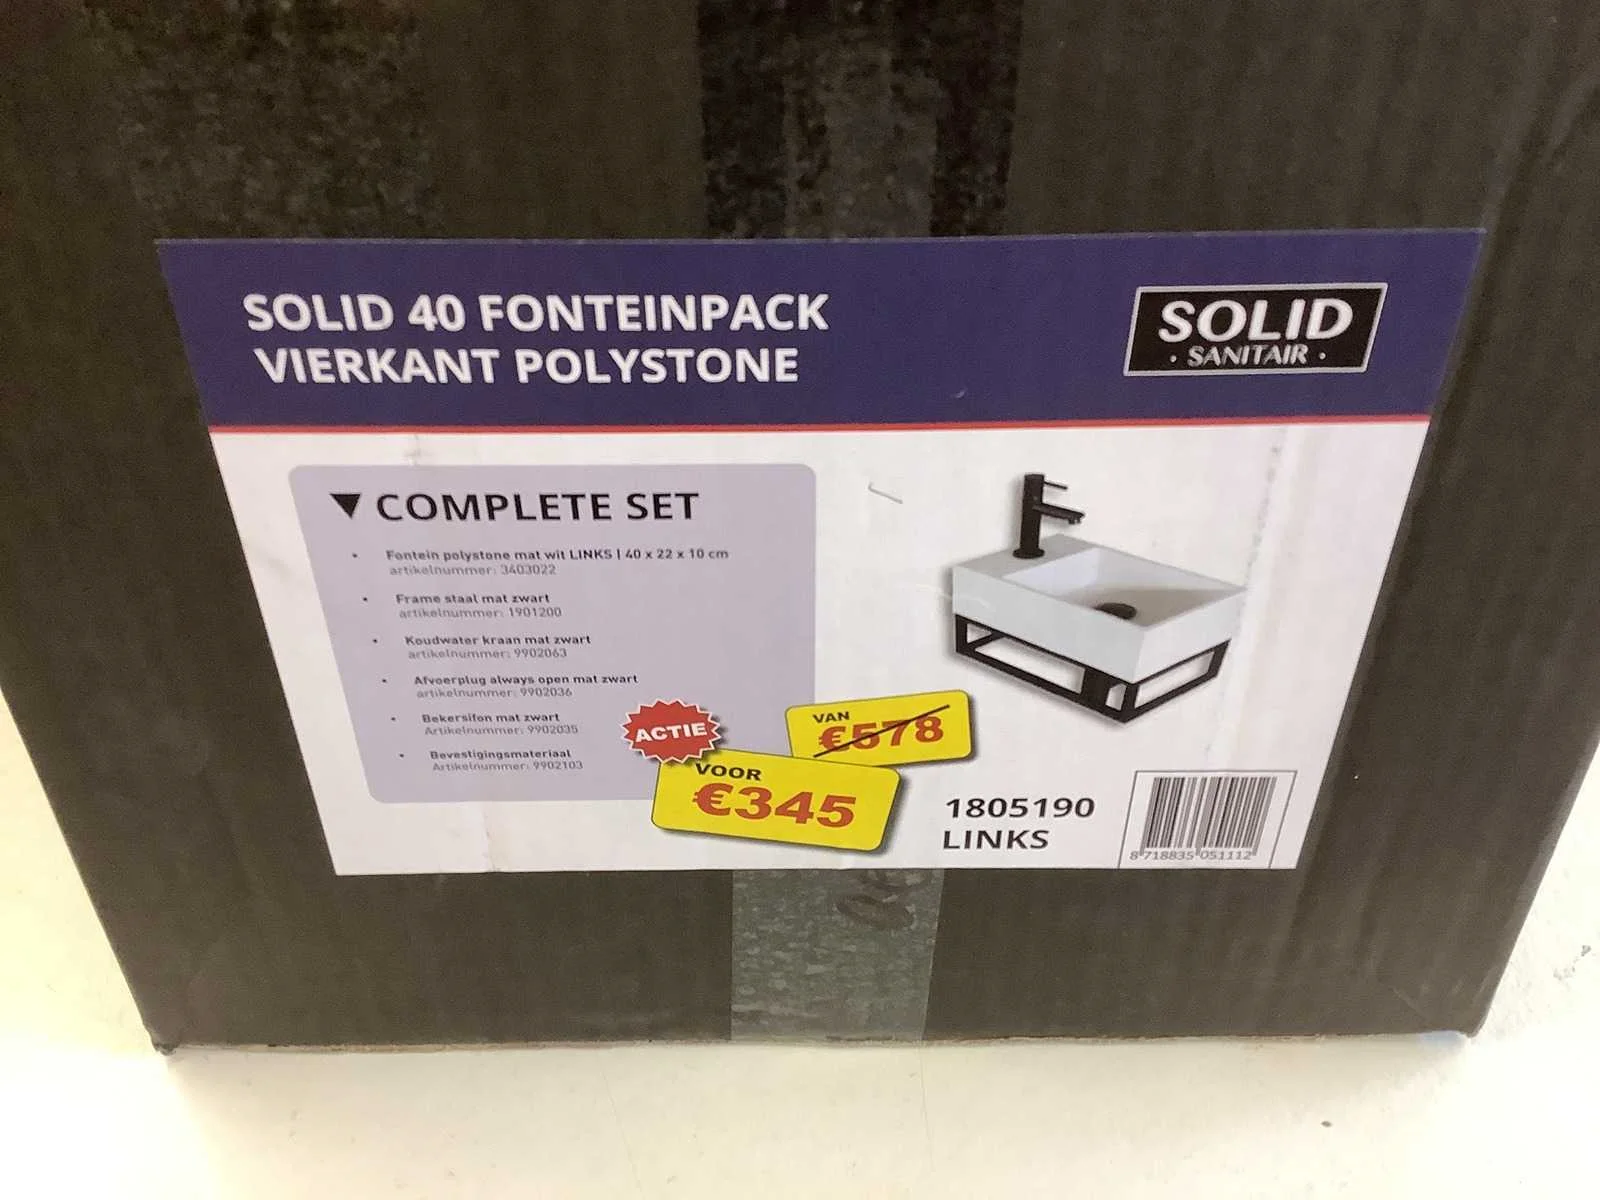 SOLID 40 FONTEINPACK
VIERKANT POLYSTONE
SOLID
· SANITAIR ·
▼ COMPLETE SET
• Fontein polystone mat wit LINKS | 40 x 22 x 10 cm
artikelnummer: 3403022
• Frame staal mat zwart
artikelnummer: 1901200
• Koudwater kraan mat zwart
artikelnummer: 9902063
• Afvoerplug always open mat zwart
artikelnummer: 9902036
• Bekersifon mat zwart
Artikelnummer: 9902035
• Bevestigingsmateriaal
Artikelnummer: 9902103
ACTIE
VAN
€578
VOOR
€345
1805190
LINKS
8 718835 051112